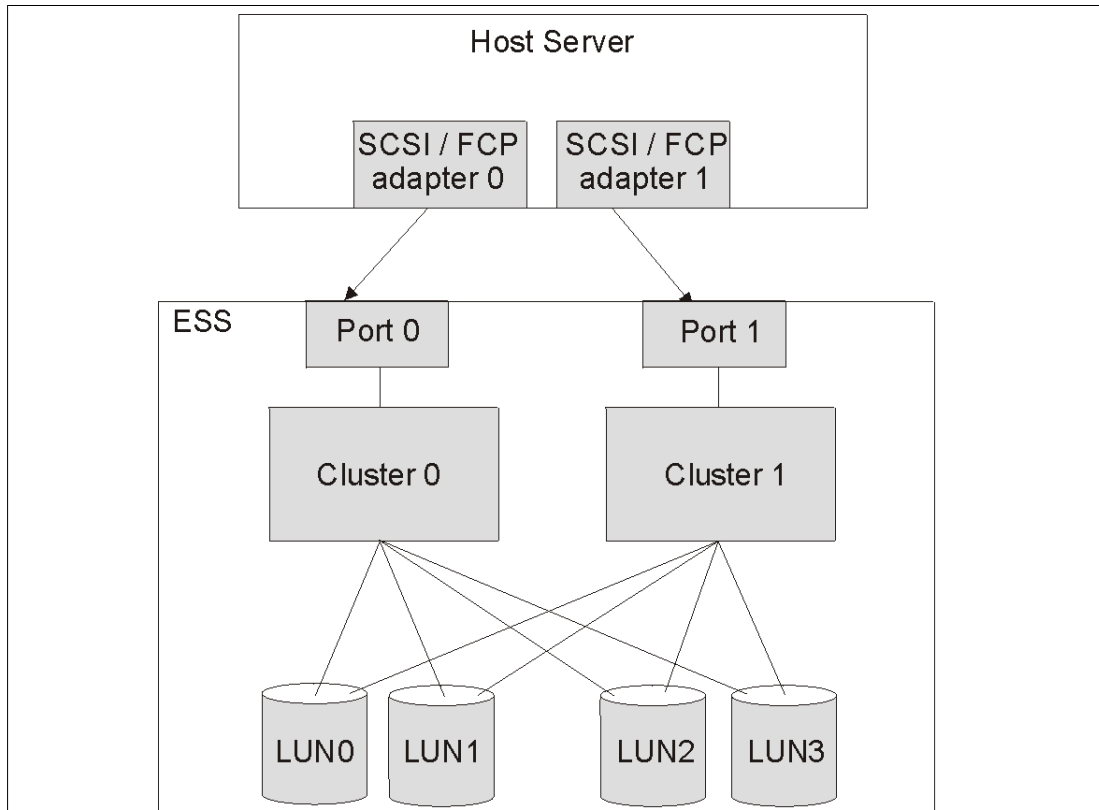 Host Server
SCSI / FCP
adapter 0
SCSI / FCP
adapter 1
ESS
Port 0
Port 1
Cluster 0
Cluster 1
LUN0
LUN1
LUN2
LUN3